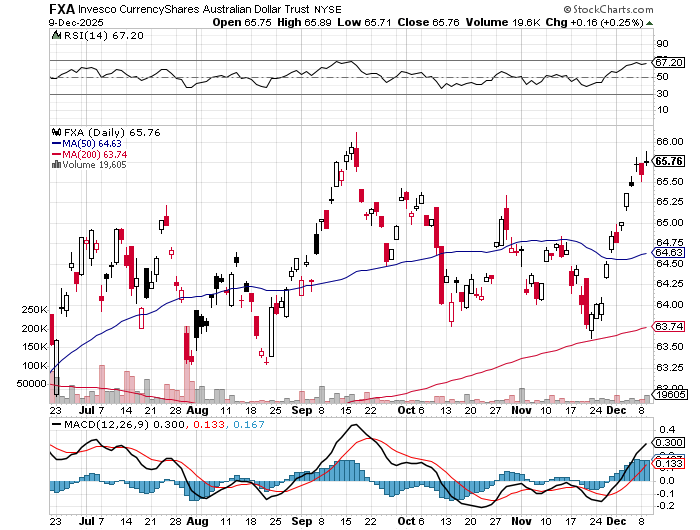 FXA Invesco CurrencyShares Australian Dollar Trust NYSE © StockCharts.com
9-Dec-2025 Open 65.75 High 65.89 Low 65.71 Close 65.76 Volume 19.6K Chg +0.16 (+0.25%)
RSI(14) 67.20
90
67.20
50
30
10
FXA (Daily) 65.76
MA(50) 64.63
MA(200) 63.74
Volume 19,605
66.00
65.76
65.50
65.25
65.00
64.75
64.63
64.50
64.25
64.00
63.74
63.50
63.25
63.00
250K
200K
150K
100K
50000
19605
23 Jul 7 14 21 28 Aug 11 18 25 Sep 8 15 22 Oct 6 13 20 27 Nov 10 17 24 Dec 8
MACD(12,26,9) 0.300, 0.133, 0.167
0.4
0.300
0.133
0.0
-0.1
-0.2
23 Jul 7 14 21 28 Aug 11 18 25 Sep 8 15 22 Oct 6 13 20 27 Nov 10 17 24 Dec 8